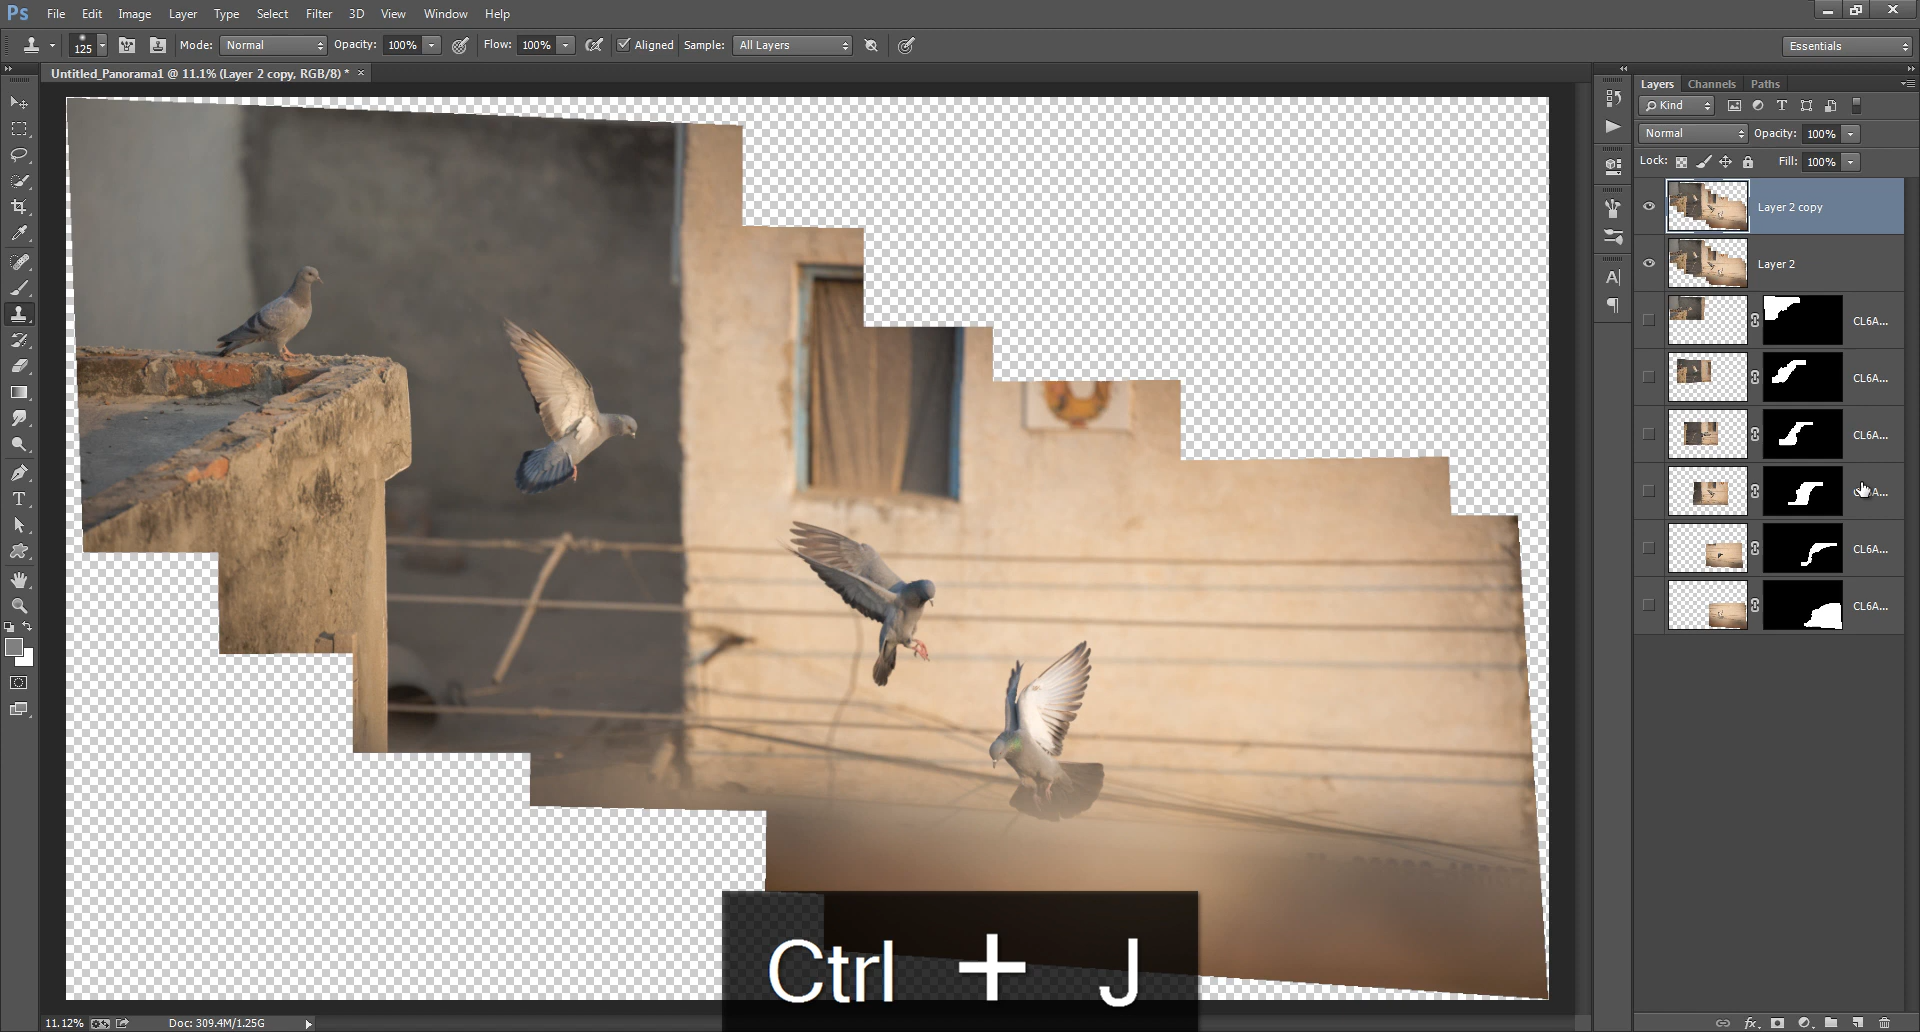 Ps File Edit Image Layer Type Select Filter 3D View Window Help
125 Mode: Normal Opacity: 100% Flow: 100% Aligned Sample: All Layers Essentials
Untitled_Panorama1 @ 11.1% (Layer 2 copy, RGB/8) * ×
Layers Channels Paths
Kind
Normal Opacity: 100%
Lock: Fill: 100%
Layer 2 copy
Layer 2
CL6A...
CL6A...
CL6A...
A...
CL6A...
CL6A...
Ctrl + J
11.12% Doc: 309.4M/1.25G